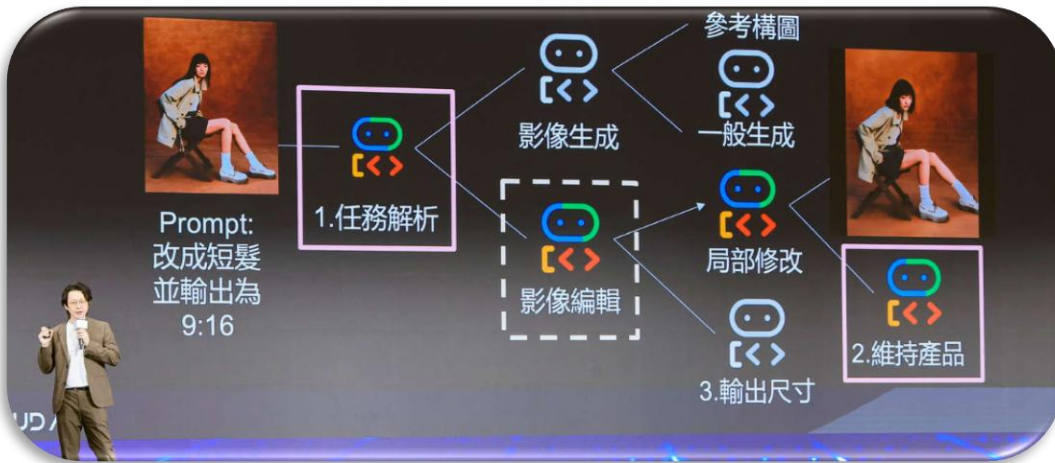 Prompt:
改成短髮
並輸出為
9:16
1.任務解析
影像生成
影像編輯
參考構圖
一般生成
局部修改
3.輸出尺寸
2.維持產品
UD